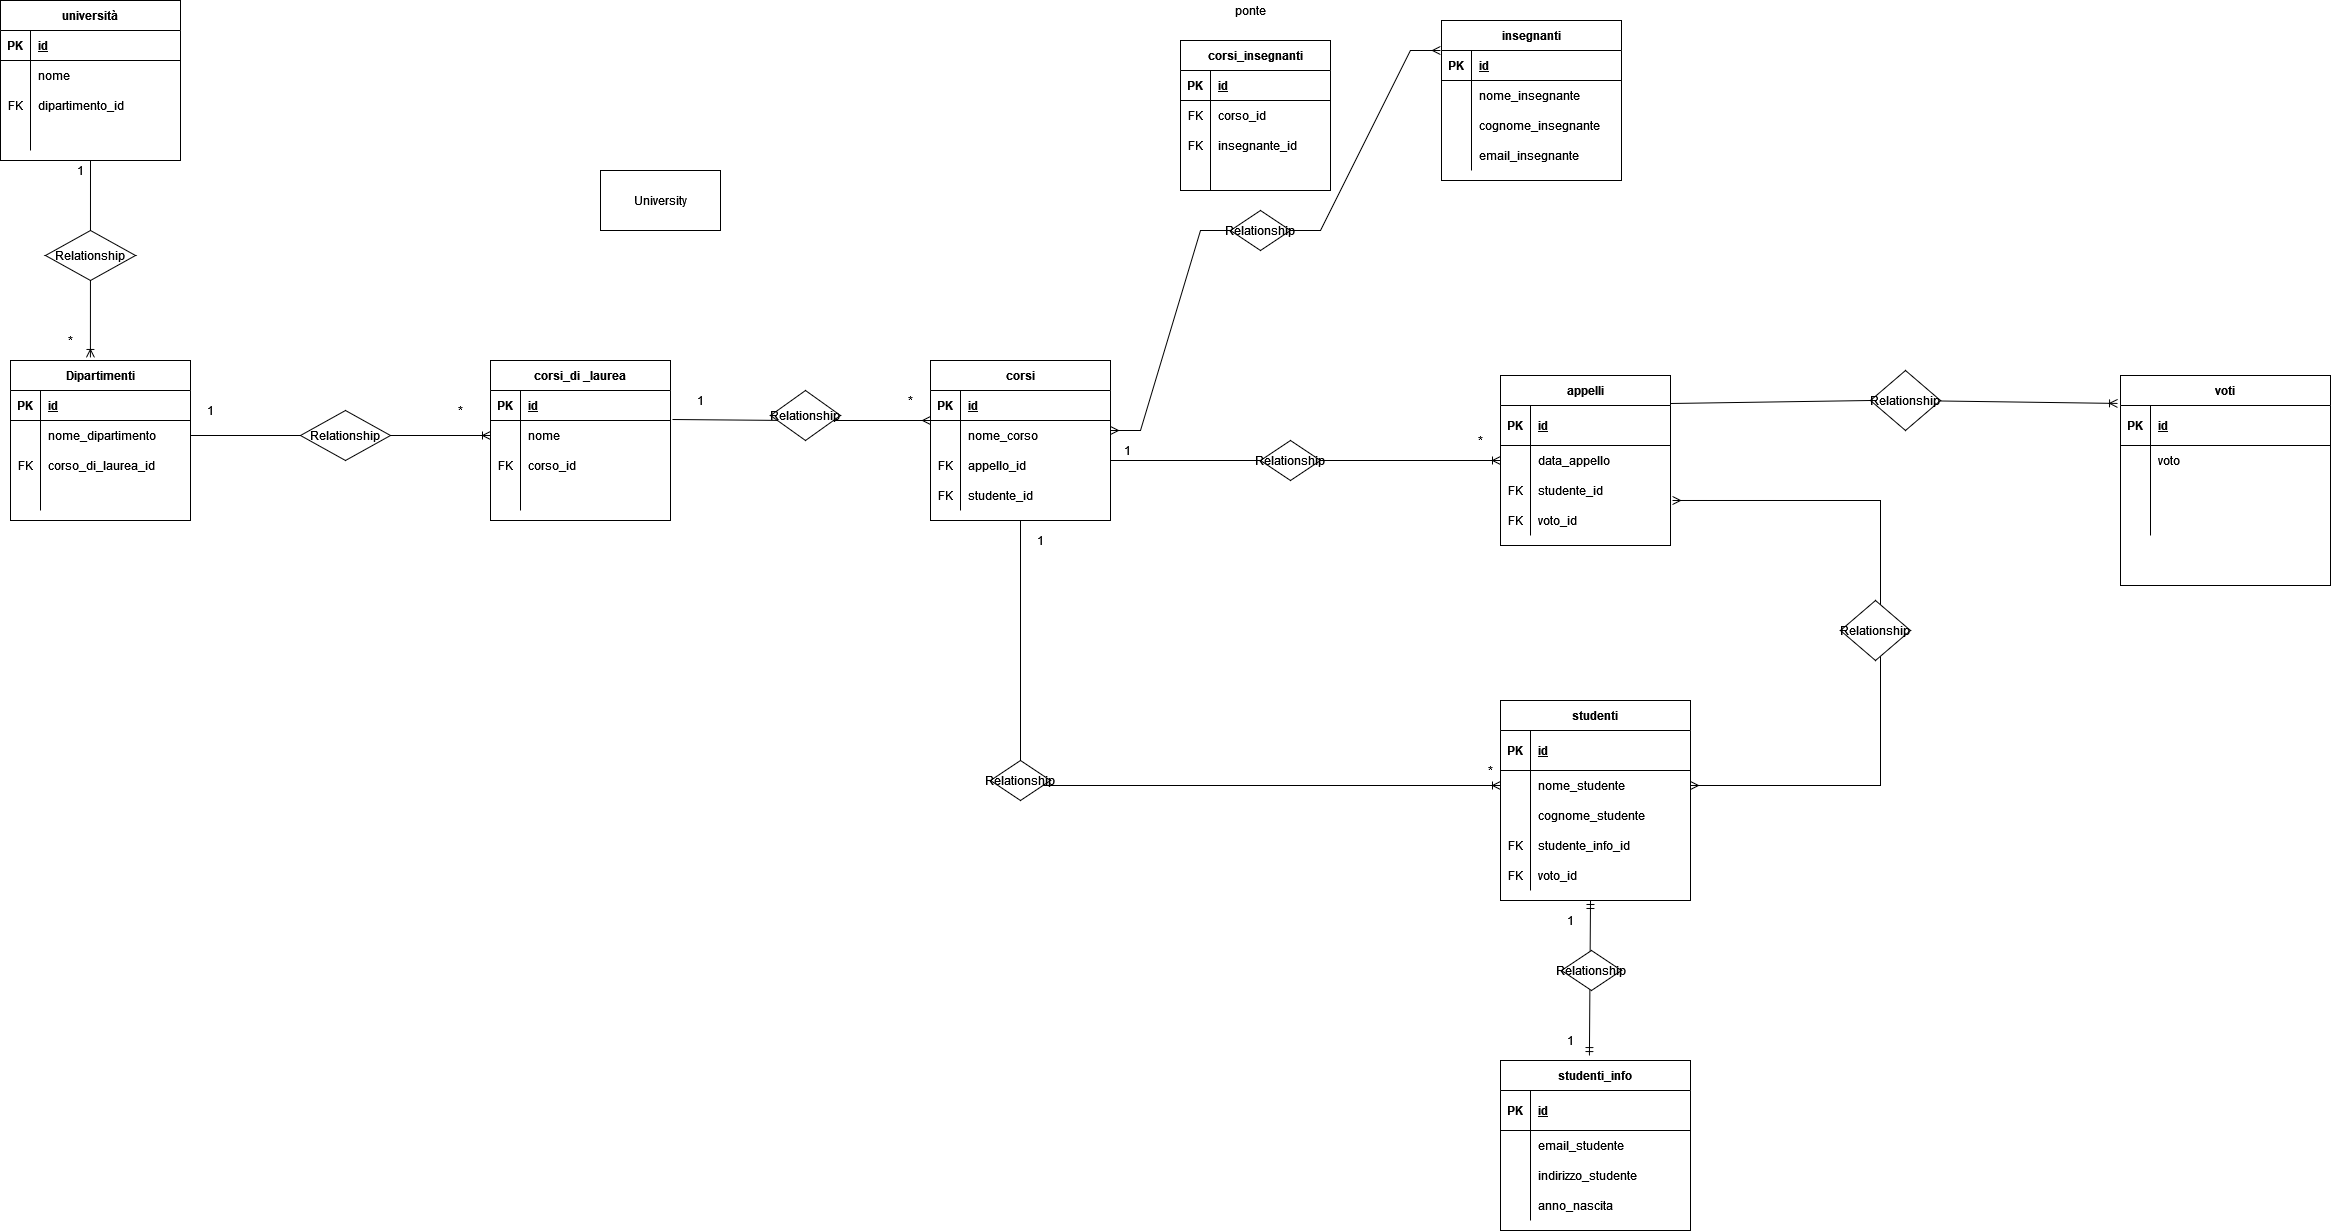 università
PK id
nome
FK dipartimento_id
1
Relationship
*
University
ponte
corsi_insegnanti
PK id
FK corso_id
FK insegnante_id
Relationship
insegnanti
PK id
nome_insegnante
cognome_insegnante
email_insegnante
Dipartimenti
PK id
nome_dipartimento
FK corso_di_laurea_id
1
Relationship
*
corsi_di _laurea
PK id
nome
FK corso_id
1
Relationship
*
corsi
PK id
nome_corso
FK appello_id
FK studente_id
1
Relationship
*
appelli
PK id
data_appello
FK studente_id
FK voto_id
Relationship
voti
PK id
voto
1
Relationship
*
Relationship
studenti
PK id
nome_studente
cognome_studente
FK studente_info_id
FK voto_id
1
Relationship
1
studenti_info
PK id
email_studente
indirizzo_studente
anno_nascita